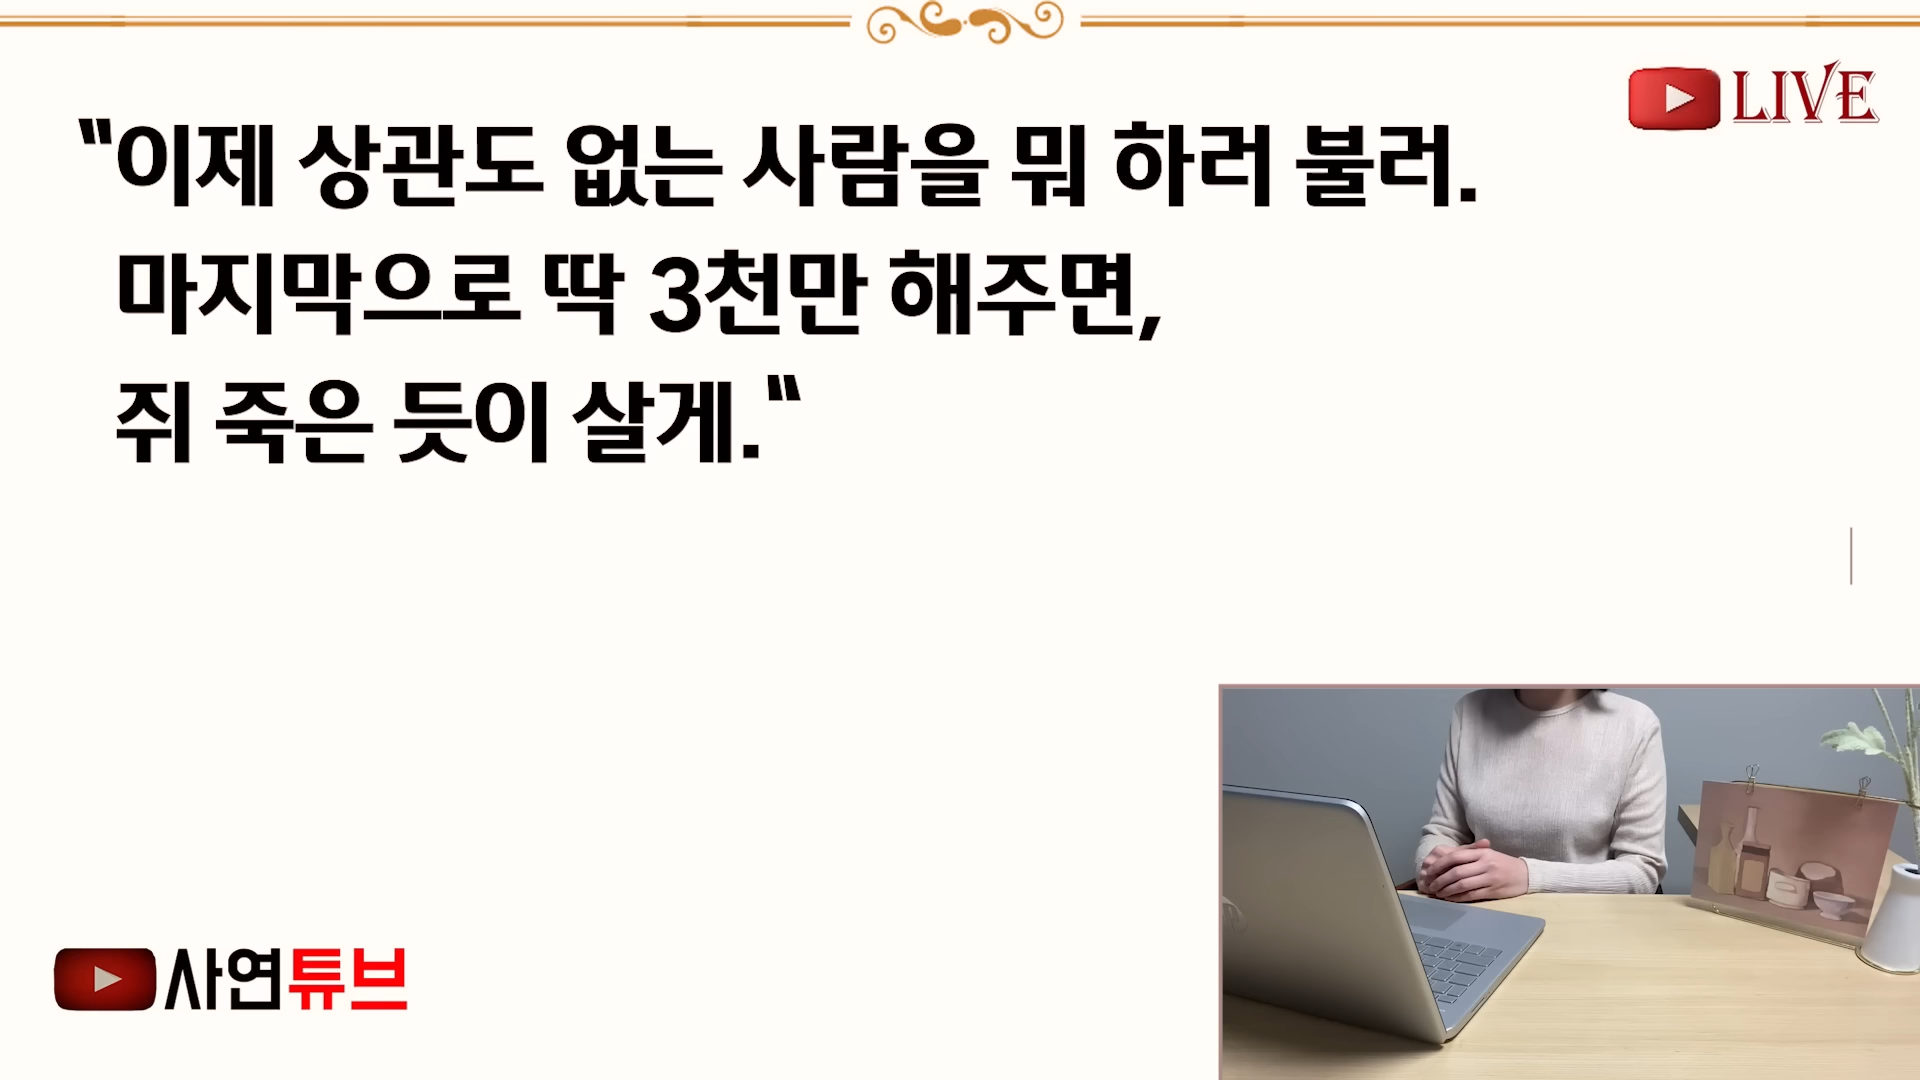 LIVE
"이제 상관도 없는 사람을 뭐 하러 불러.
마지막으로 딱 3천만 해주면,
쥐 죽은 듯이 살게."
사연튜브